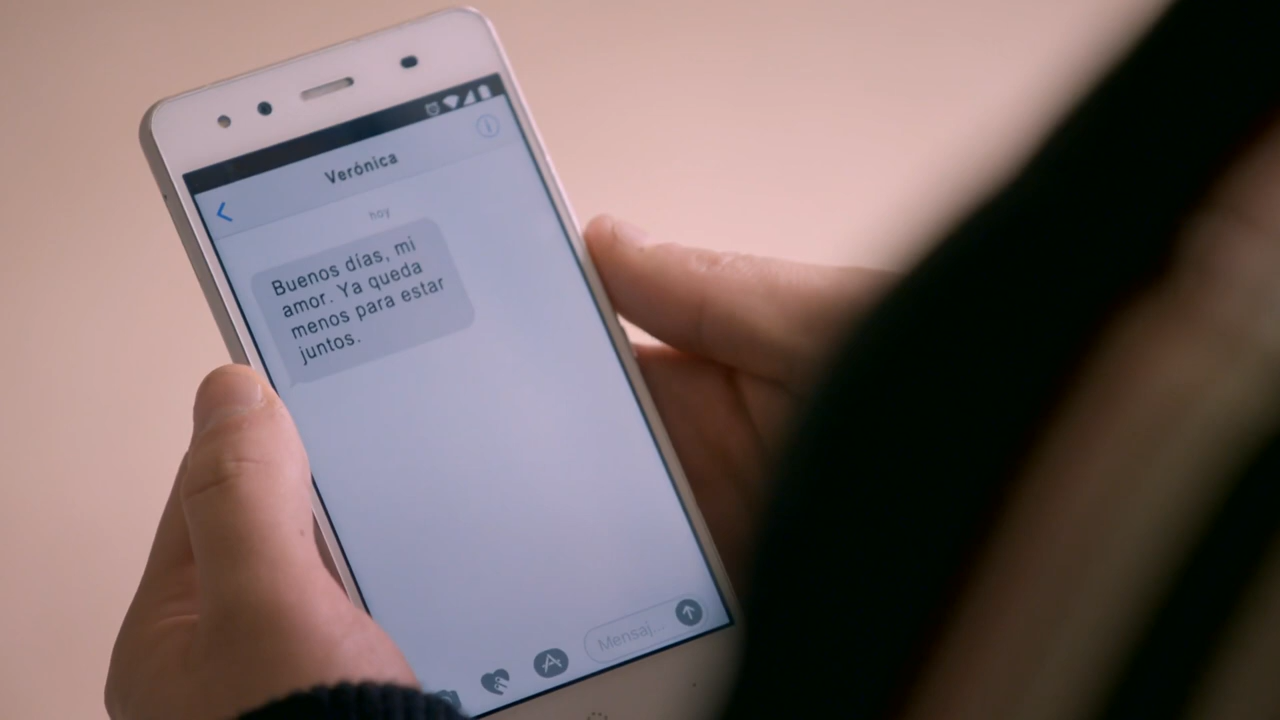 Verónica
hoy
Buenos días, mi
amor. Ya queda
menos para estar
juntos.
Mensaj...